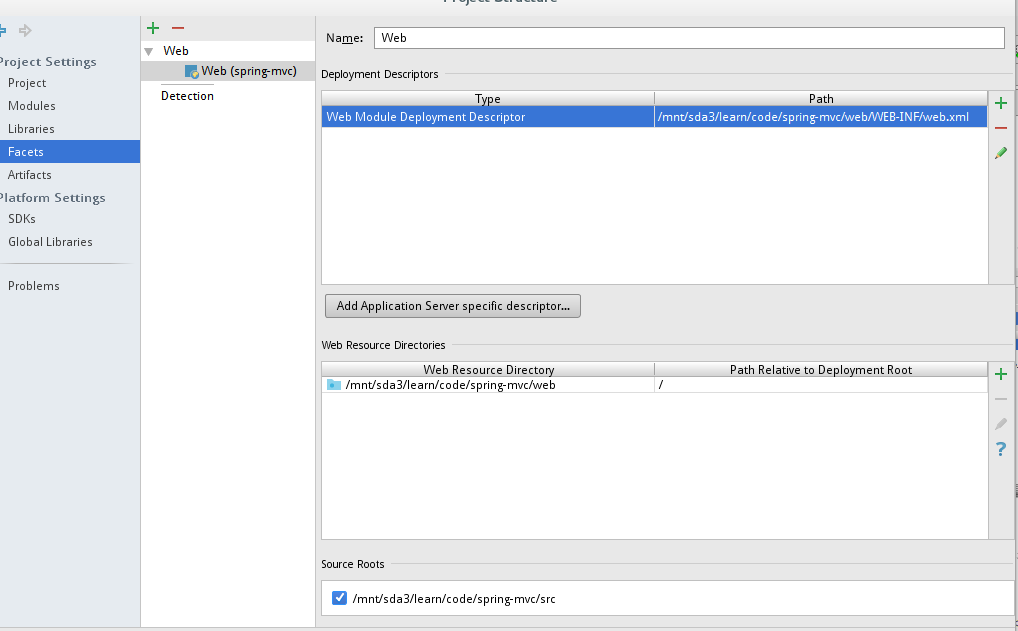 Project Structure
Project Settings
Project
Modules
Libraries
Facets
Artifacts
Platform Settings
SDKs
Global Libraries
Problems
Web
Web (spring-mvc)
Detection
Name: Web
Deployment Descriptors
Type Path
Web Module Deployment Descriptor /mnt/sda3/learn/code/spring-mvc/web/WEB-INF/web.xml
Add Application Server specific descriptor...
Web Resource Directories
Web Resource Directory Path Relative to Deployment Root
/mnt/sda3/learn/code/spring-mvc/web /
Source Roots
/mnt/sda3/learn/code/spring-mvc/src